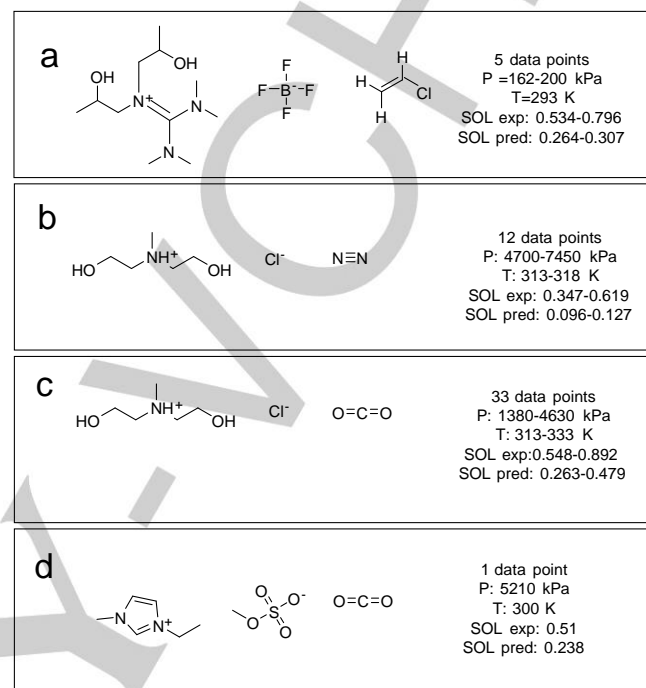 a
OH
OH
N+
N
N
F
F B- F
F
H
H
Cl
H
5 data points
P =162-200 kPa
T=293 K
SOL exp: 0.534-0.796
SOL pred: 0.264-0.307
b
HO NH+ OH
Cl-
N≡N
12 data points
P: 4700-7450 kPa
T: 313-318 K
SOL exp: 0.347-0.619
SOL pred: 0.096-0.127
c
HO NH+ OH
Cl-
O=C=O
33 data points
P: 1380-4630 kPa
T: 313-333 K
SOL exp:0.548-0.892
SOL pred: 0.263-0.479
d
N
N+
O
O-
S
O
O
O=C=O
1 data point
P: 5210 kPa
T: 300 K
SOL exp: 0.51
SOL pred: 0.238